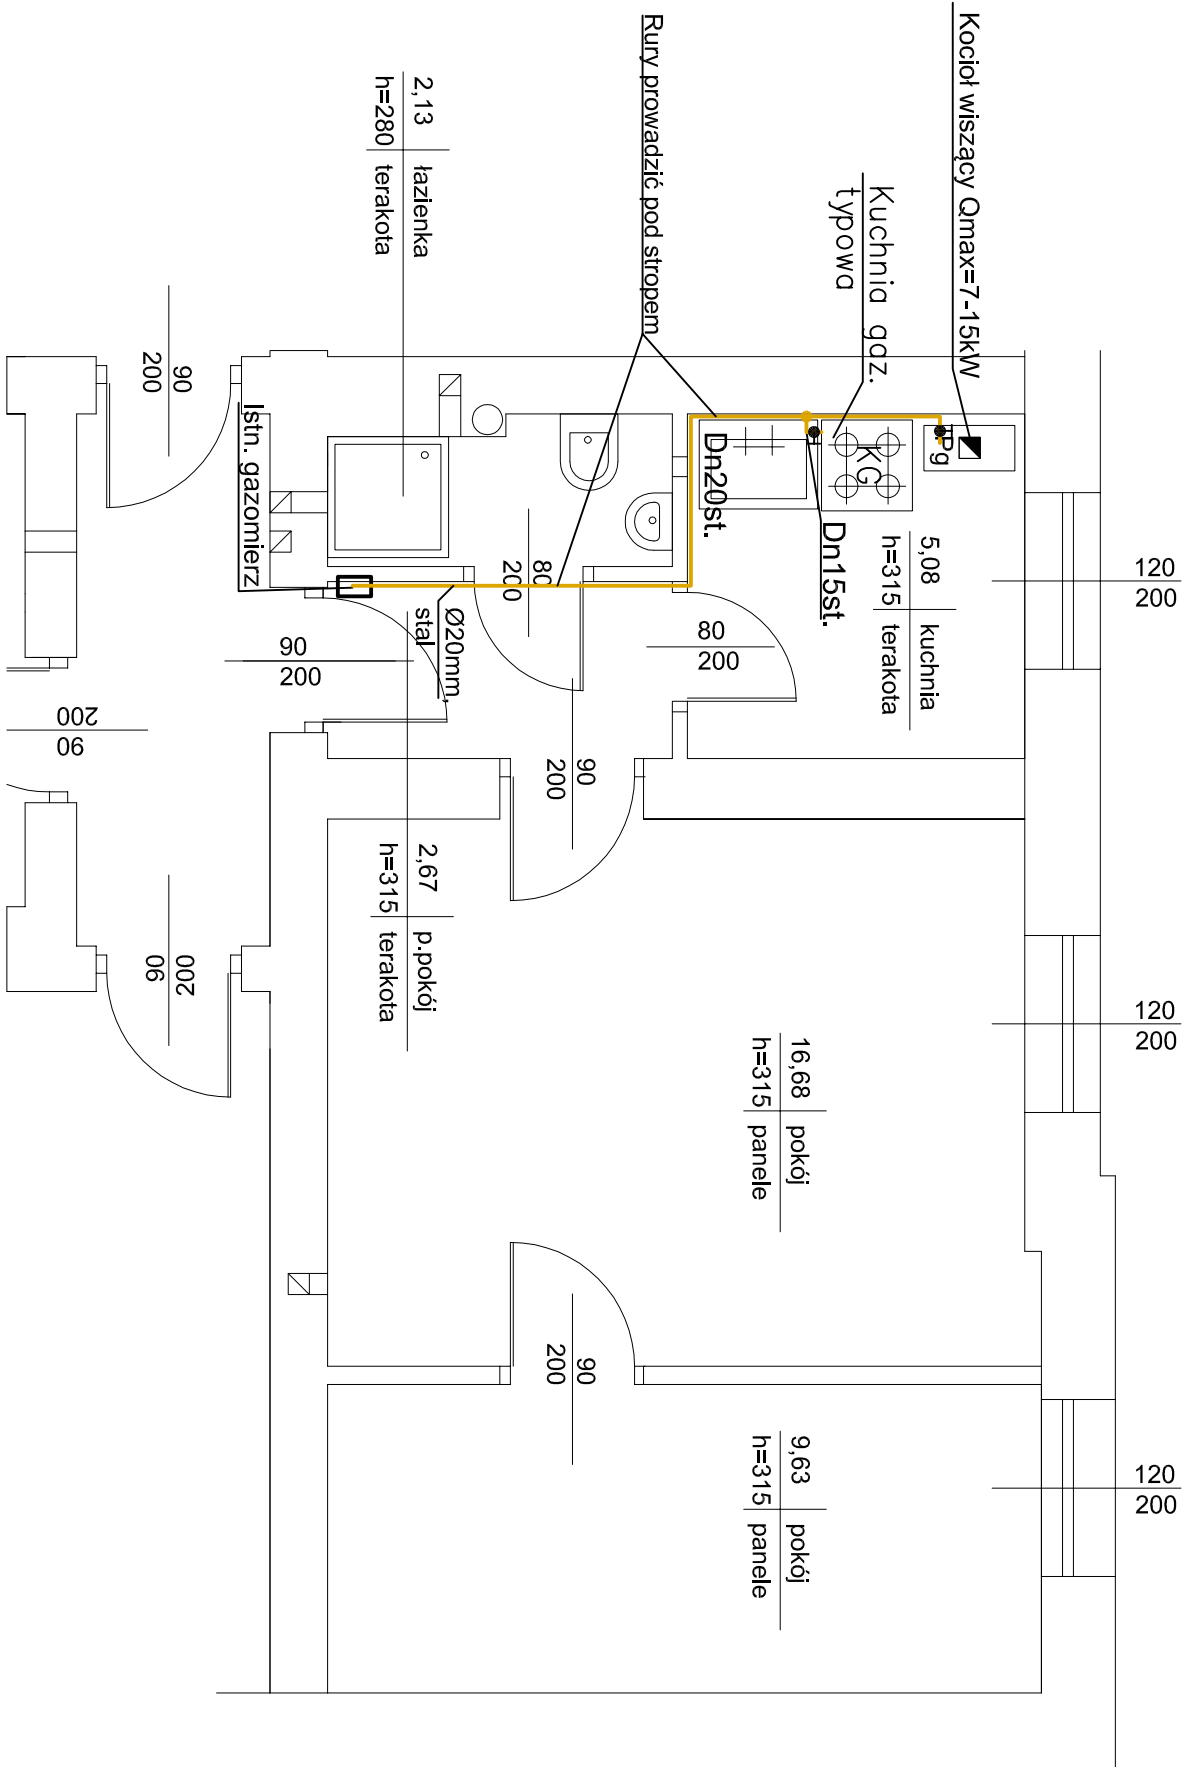 Kocioł wiszący Qmax=7-15kW
Kuchnia gaz.
typowa
Rury prowadzić pod stropem
2,13 łazienka
h=280 terakota
90
200
Istn. gazomierz
Dn20st.
Dn15st.
KG
5,08 kuchnia
h=315 terakota
120
200
80
200
80
200
Ø20mm,
stal
90
200
90
200
90
200
2,67 p.pokój
h=315 terakota
90
200
120
200
16,68 pokój
h=315 panele
90
200
9,63 pokój
h=315 panele
120
200